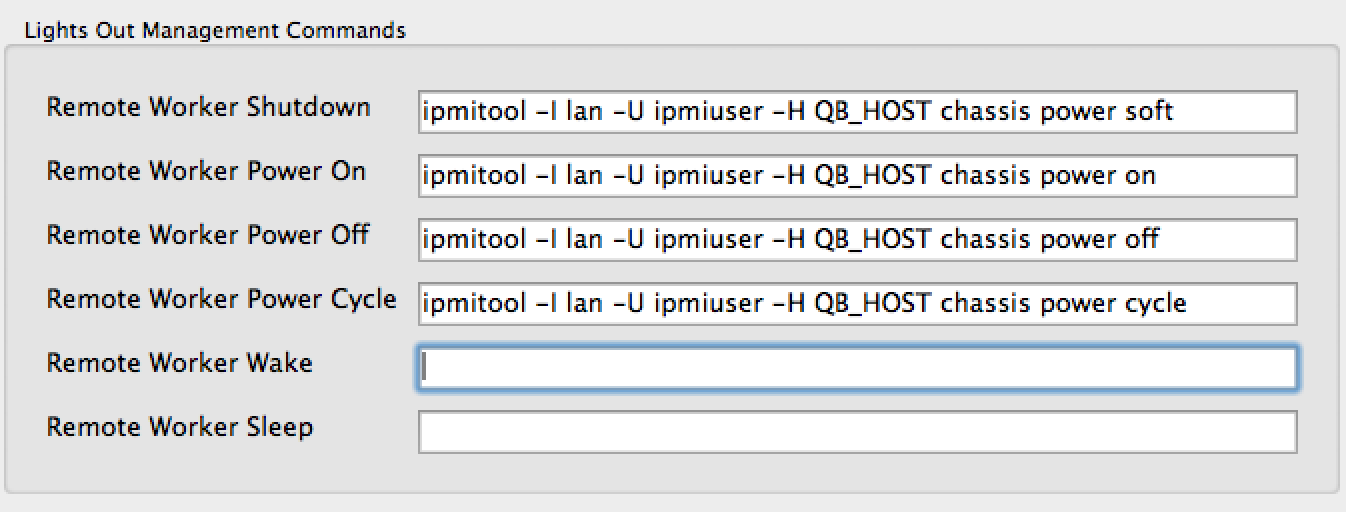 Lights Out Management Commands
Remote Worker Shutdown ipmitool -I lan -U ipmiuser -H QB_HOST chassis power soft
Remote Worker Power On ipmitool -I lan -U ipmiuser -H QB_HOST chassis power on
Remote Worker Power Off ipmitool -I lan -U ipmiuser -H QB_HOST chassis power off
Remote Worker Power Cycle ipmitool -I lan -U ipmiuser -H QB_HOST chassis power cycle
Remote Worker Wake
Remote Worker Sleep